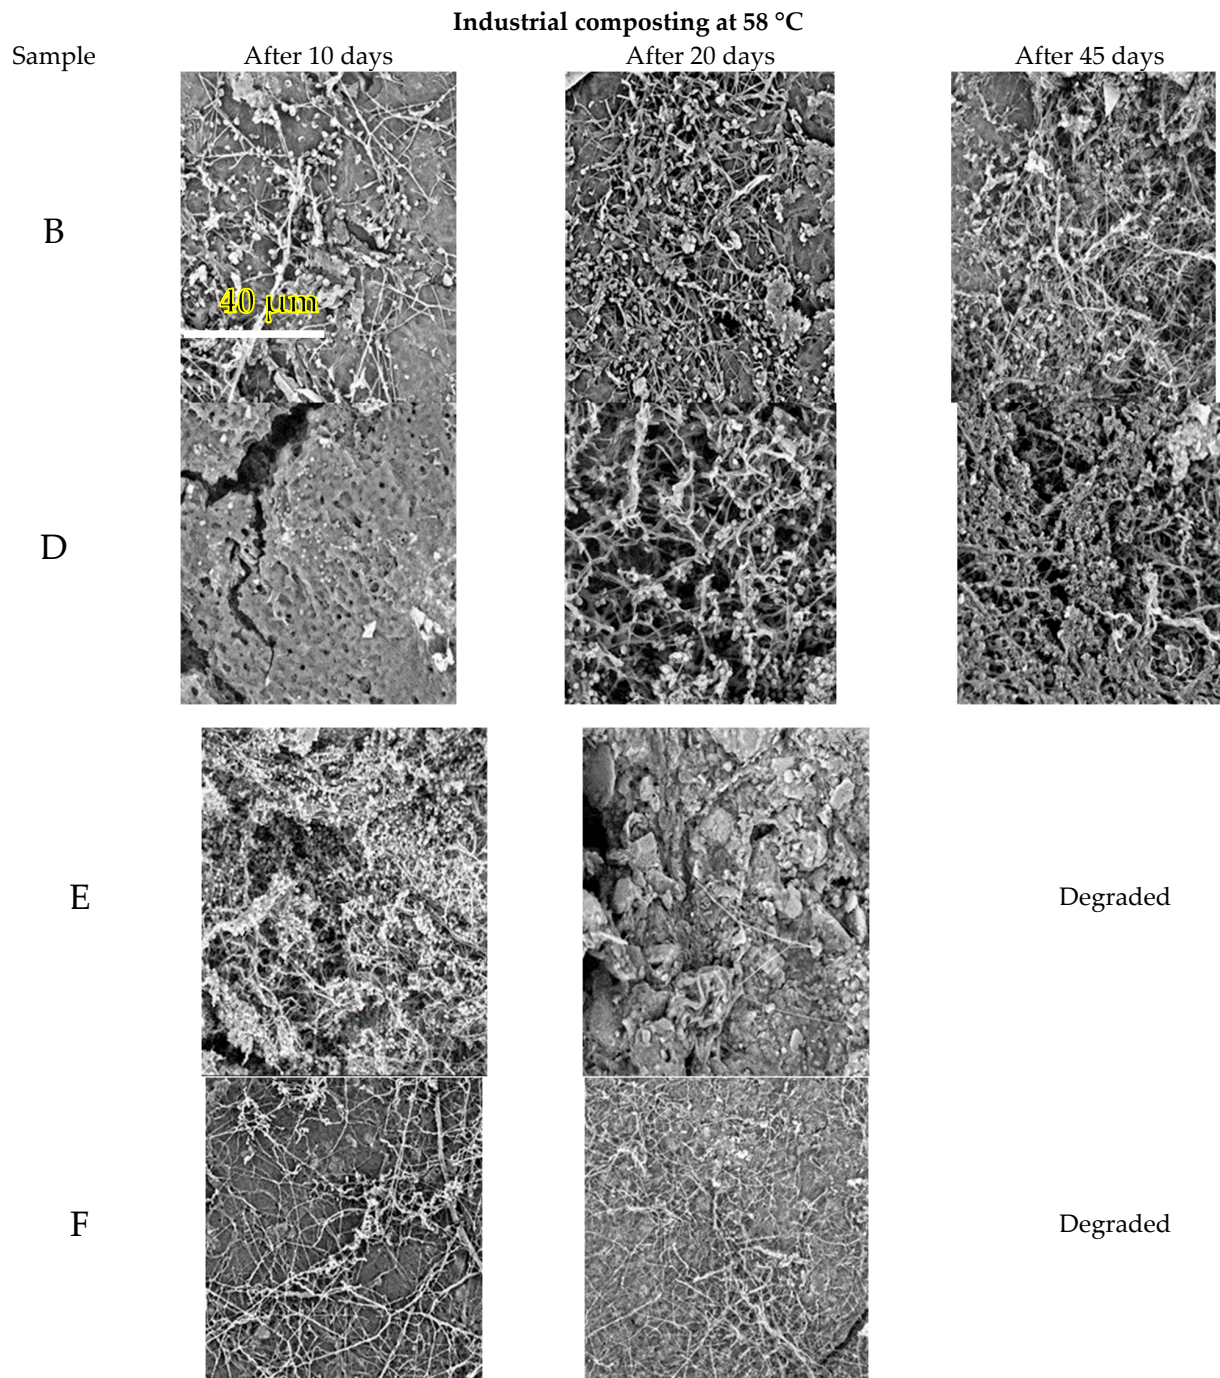 Industrial composting at 58 °C
Sample After 10 days After 20 days After 45 days
B
40 μm
D
E Degraded
F Degraded